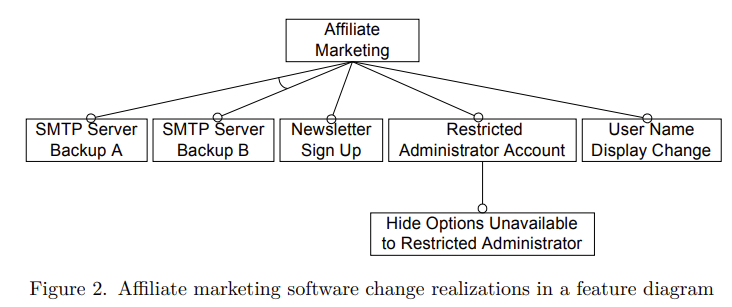 Affiliate
Marketing
SMTP Server
Backup A
SMTP Server
Backup B
Newsletter
Sign Up
Restricted
Administrator Account
User Name
Display Change
Hide Options Unavailable
to Restricted Administrator
Figure 2. Affiliate marketing software change realizations in a feature diagram